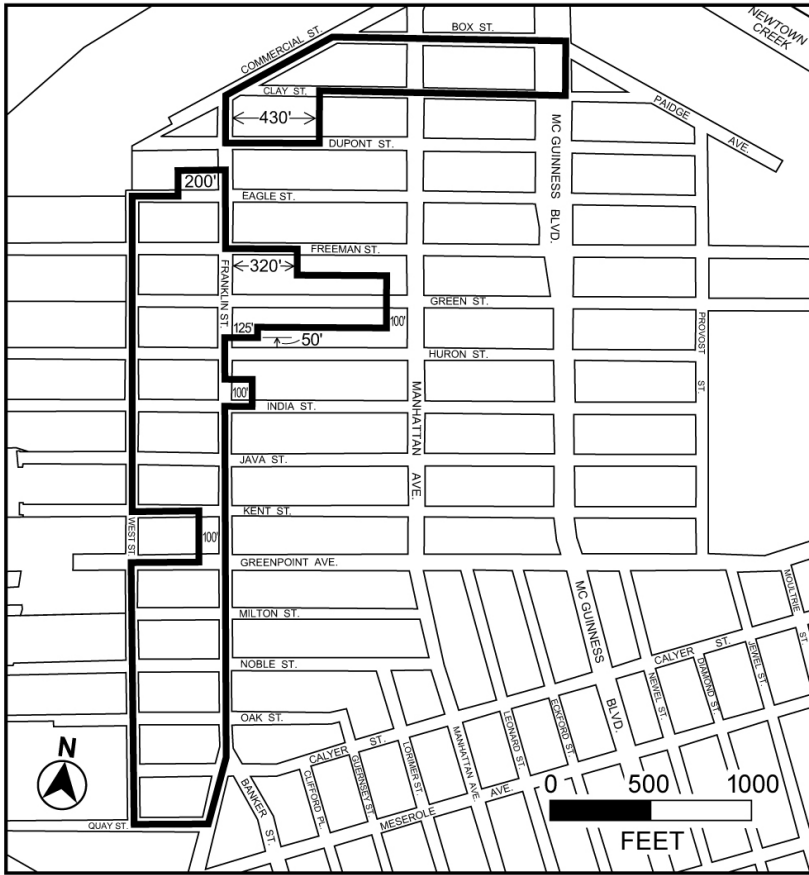 NEWTOWN
CREEK
BOX ST.
COMMERCIAL ST.
CLAY ST.
430'
PAIDGE
AVE.
DUPONT ST.
MC GUINNESS BLVD.
200'
EAGLE ST.
FREEMAN ST.
FRANKLIN ST.
320'
GREEN ST.
100'
125'
50'
PROVOST ST.
HURON ST.
100'
INDIA ST.
MANHATTAN AVE.
JAVA ST.
KENT ST.
WEST ST.
100'
GREENPOINT AVE.
MOULTRIE ST.
MC GUINNESS BLVD.
MILTON ST.
CALYER ST.
JEWEL ST.
NOBLE ST.
DIAMOND ST.
NEWEL ST.
OAK ST.
ECKFORD ST.
LEONARD ST.
MANHATTAN AVE.
CALYER ST.
LORIMER ST.
GUERNSEY ST.
CLIFFORD PL.
BANKER ST.
MESEROLE AVE.
N
QUAY ST.
0 500 1000
FEET